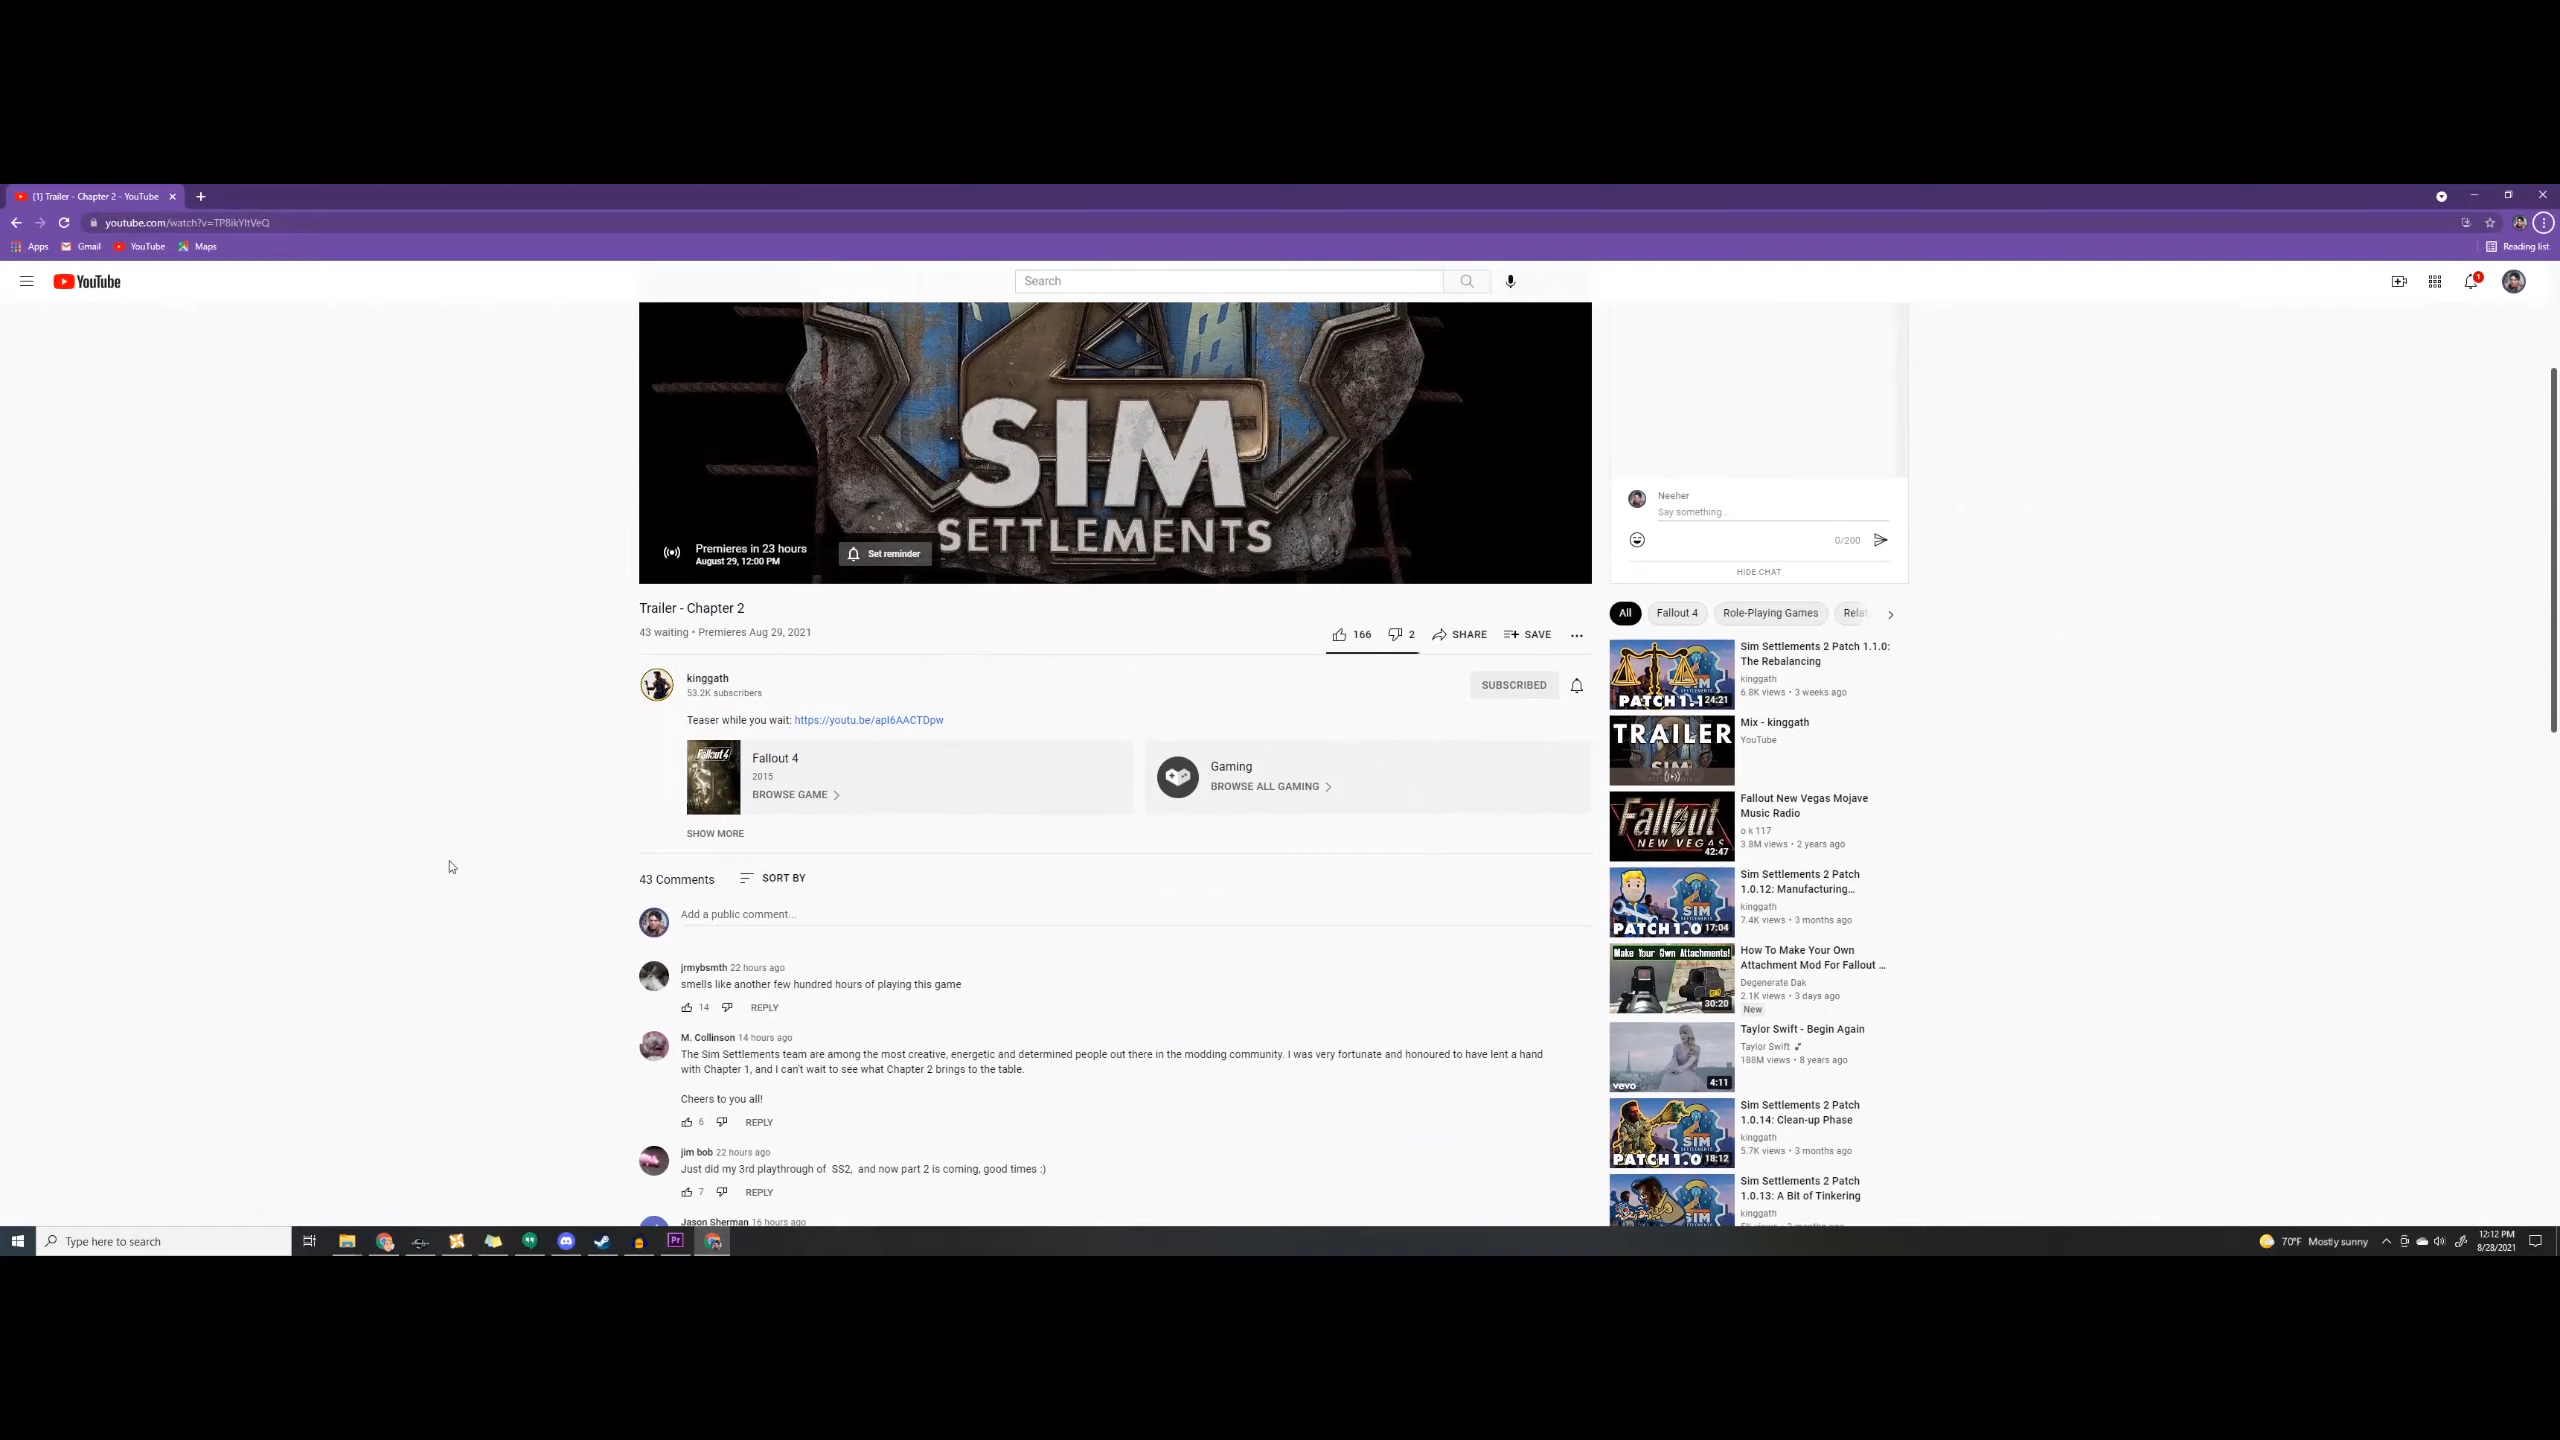 (1) Trailer - Chapter 2 - YouTube
youtube.com/watch?v=TP8ikYItVeQ
Apps Gmail YouTube Maps Reading list
YouTube
Search
1
SIM
SETTLEMENTS
Premieres in 23 hours
August 29, 12:00 PM
Set reminder
Trailer - Chapter 2
43 waiting • Premieres Aug 29, 2021
166 2 SHARE SAVE
kinggath
53.2K subscribers
SUBSCRIBED
Teaser while you wait: https://youtu.be/apI6AACTDpw
Fallout 4
Fallout 4
2015
BROWSE GAME
Gaming
BROWSE ALL GAMING
SHOW MORE
43 Comments SORT BY
Add a public comment...
jrmybsmth 22 hours ago
smells like another few hundred hours of playing this game
14 REPLY
M. Collinson 14 hours ago
The Sim Settlements team are among the most creative, energetic and determined people out there in the modding community. I was very fortunate and honoured to have lent a hand
with Chapter 1, and I can't wait to see what Chapter 2 brings to the table.
Cheers to you all!
6 REPLY
jim bob 22 hours ago
Just did my 3rd playthrough of SS2, and now part 2 is coming, good times :)
7 REPLY
Jason Sherman 16 hours ago
Neeher
Say something...
0/200
HIDE CHAT
All Fallout 4 Role-Playing Games Relat
PATCH 1.1
24:21
Sim Settlements 2 Patch 1.1.0:
The Rebalancing
kinggath
6.8K views • 3 weeks ago
TRAILER
SIM
Mix - kinggath
YouTube
Fallout
NEW VEGAS
42:47
Fallout New Vegas Mojave
Music Radio
o k 117
3.8M views • 2 years ago
SIM
PATCH 1.0
17:04
Sim Settlements 2 Patch
1.0.12: Manufacturing...
kinggath
7.4K views • 3 months ago
Make Your Own Attachments!
30:20
How To Make Your Own
Attachment Mod For Fallout ...
Degenerate Dak
2.1K views • 3 days ago
New
vevo
4:11
Taylor Swift - Begin Again
Taylor Swift
188M views • 8 years ago
SIM
PATCH 1.0
18:12
Sim Settlements 2 Patch
1.0.14: Clean-up Phase
kinggath
5.7K views • 3 months ago
SIM
Sim Settlements 2 Patch
1.0.13: A Bit of Tinkering
kinggath
Type here to search
Pr
70°F Mostly sunny
12:12 PM
8/28/2021